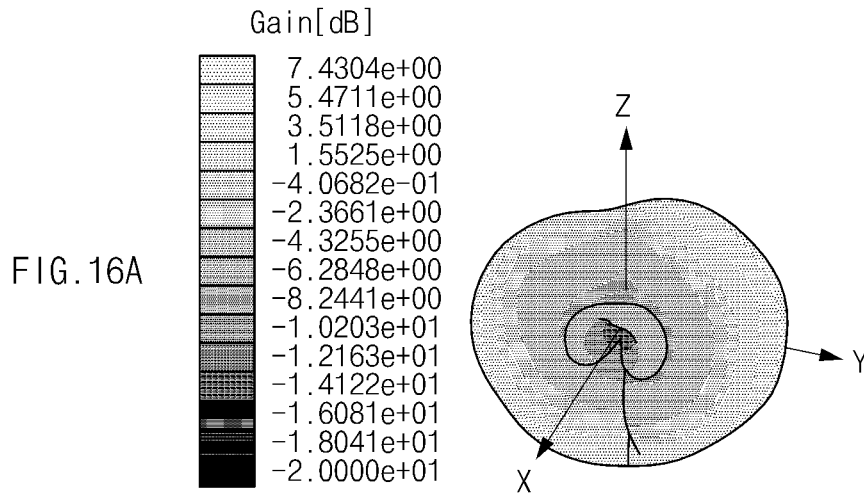 Gain[dB]
7.4304e+00
5.4711e+00
3.5118e+00
1.5525e+00
-4.0682e-01
-2.3661e+00
-4.3255e+00
-6.2848e+00
-8.2441e+00
-1.0203e+01
-1.2163e+01
-1.4122e+01
-1.6081e+01
-1.8041e+01
-2.0000e+01
FIG.16A
Z
Y
X